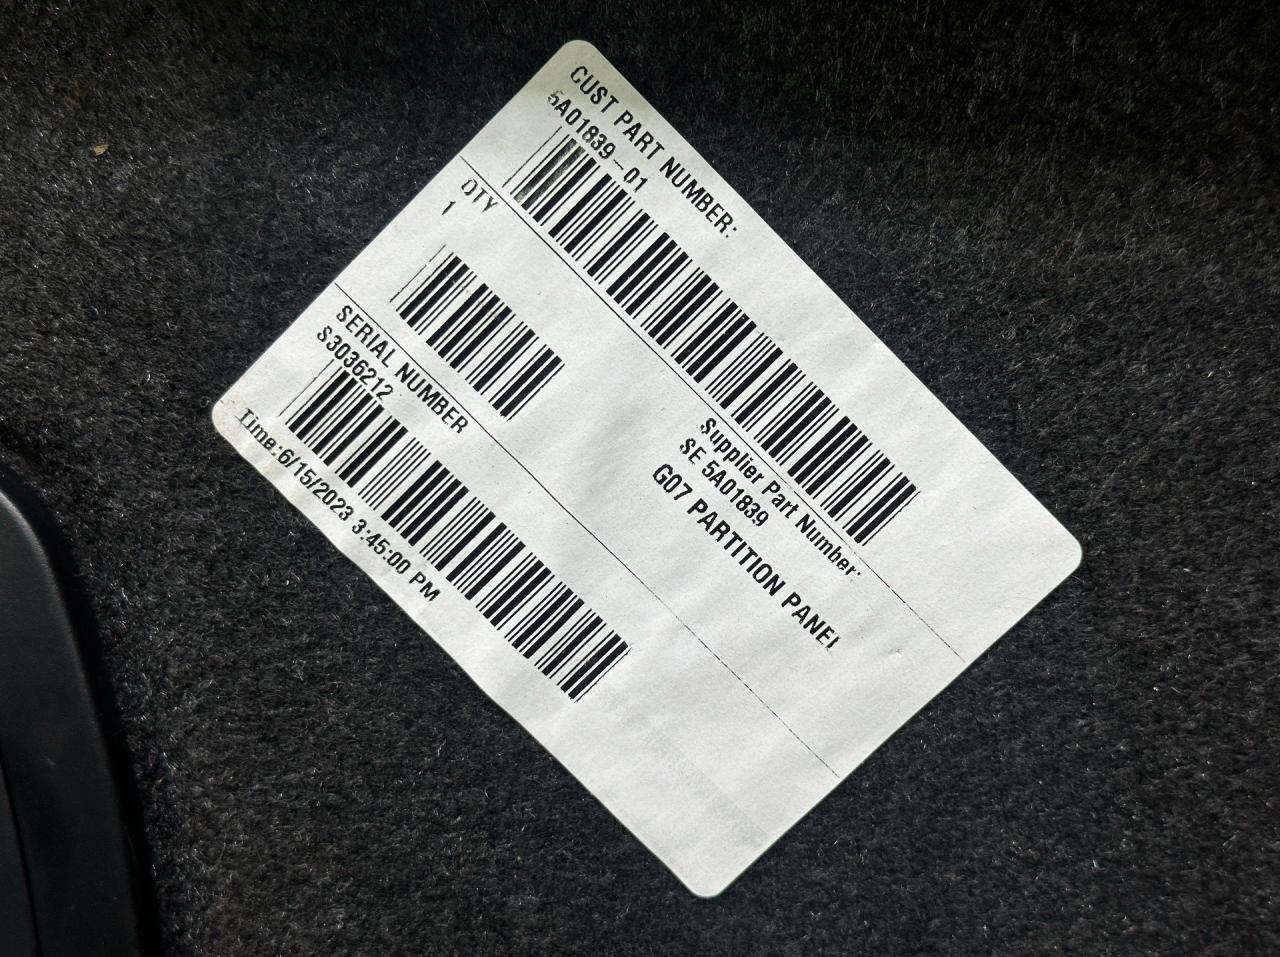 CUST PART NUMBER:
5A01839-01
QTY
1
Supplier Part Number:
SE 5A01839
G07 PARTITION PANEL
SERIAL NUMBER
S3036212
Time:6/15/2023 3:45:00 PM